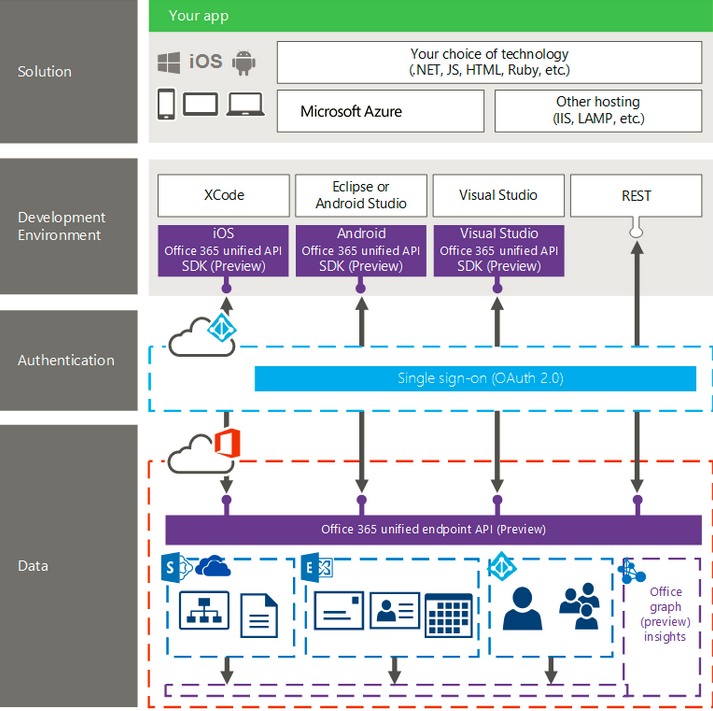 Your app
Solution
iOS
Your choice of technology
(.NET, JS, HTML, Ruby, etc.)
Microsoft Azure
Other hosting
(IIS, LAMP, etc.)
Development
Environment
XCode
Eclipse or
Android Studio
Visual Studio
REST
iOS
Office 365 unified API
SDK (Preview)
Android
Office 365 unified API
SDK (Preview)
Visual Studio
Office 365 unified API
SDK (Preview)
Authentication
Single sign-on (OAuth 2.0)
Data
Office 365 unified endpoint API (Preview)
S
E
Office
graph
(preview)
insights